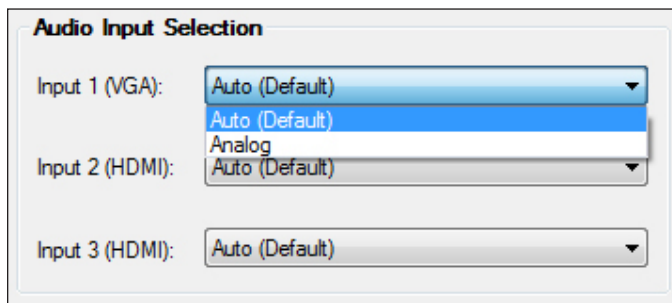 Audio Input Selection
Input 1 (VGA): Auto (Default)
Auto (Default)
Analog
Input 2 (HDMI): Auto (Default)
Input 3 (HDMI): Auto (Default)